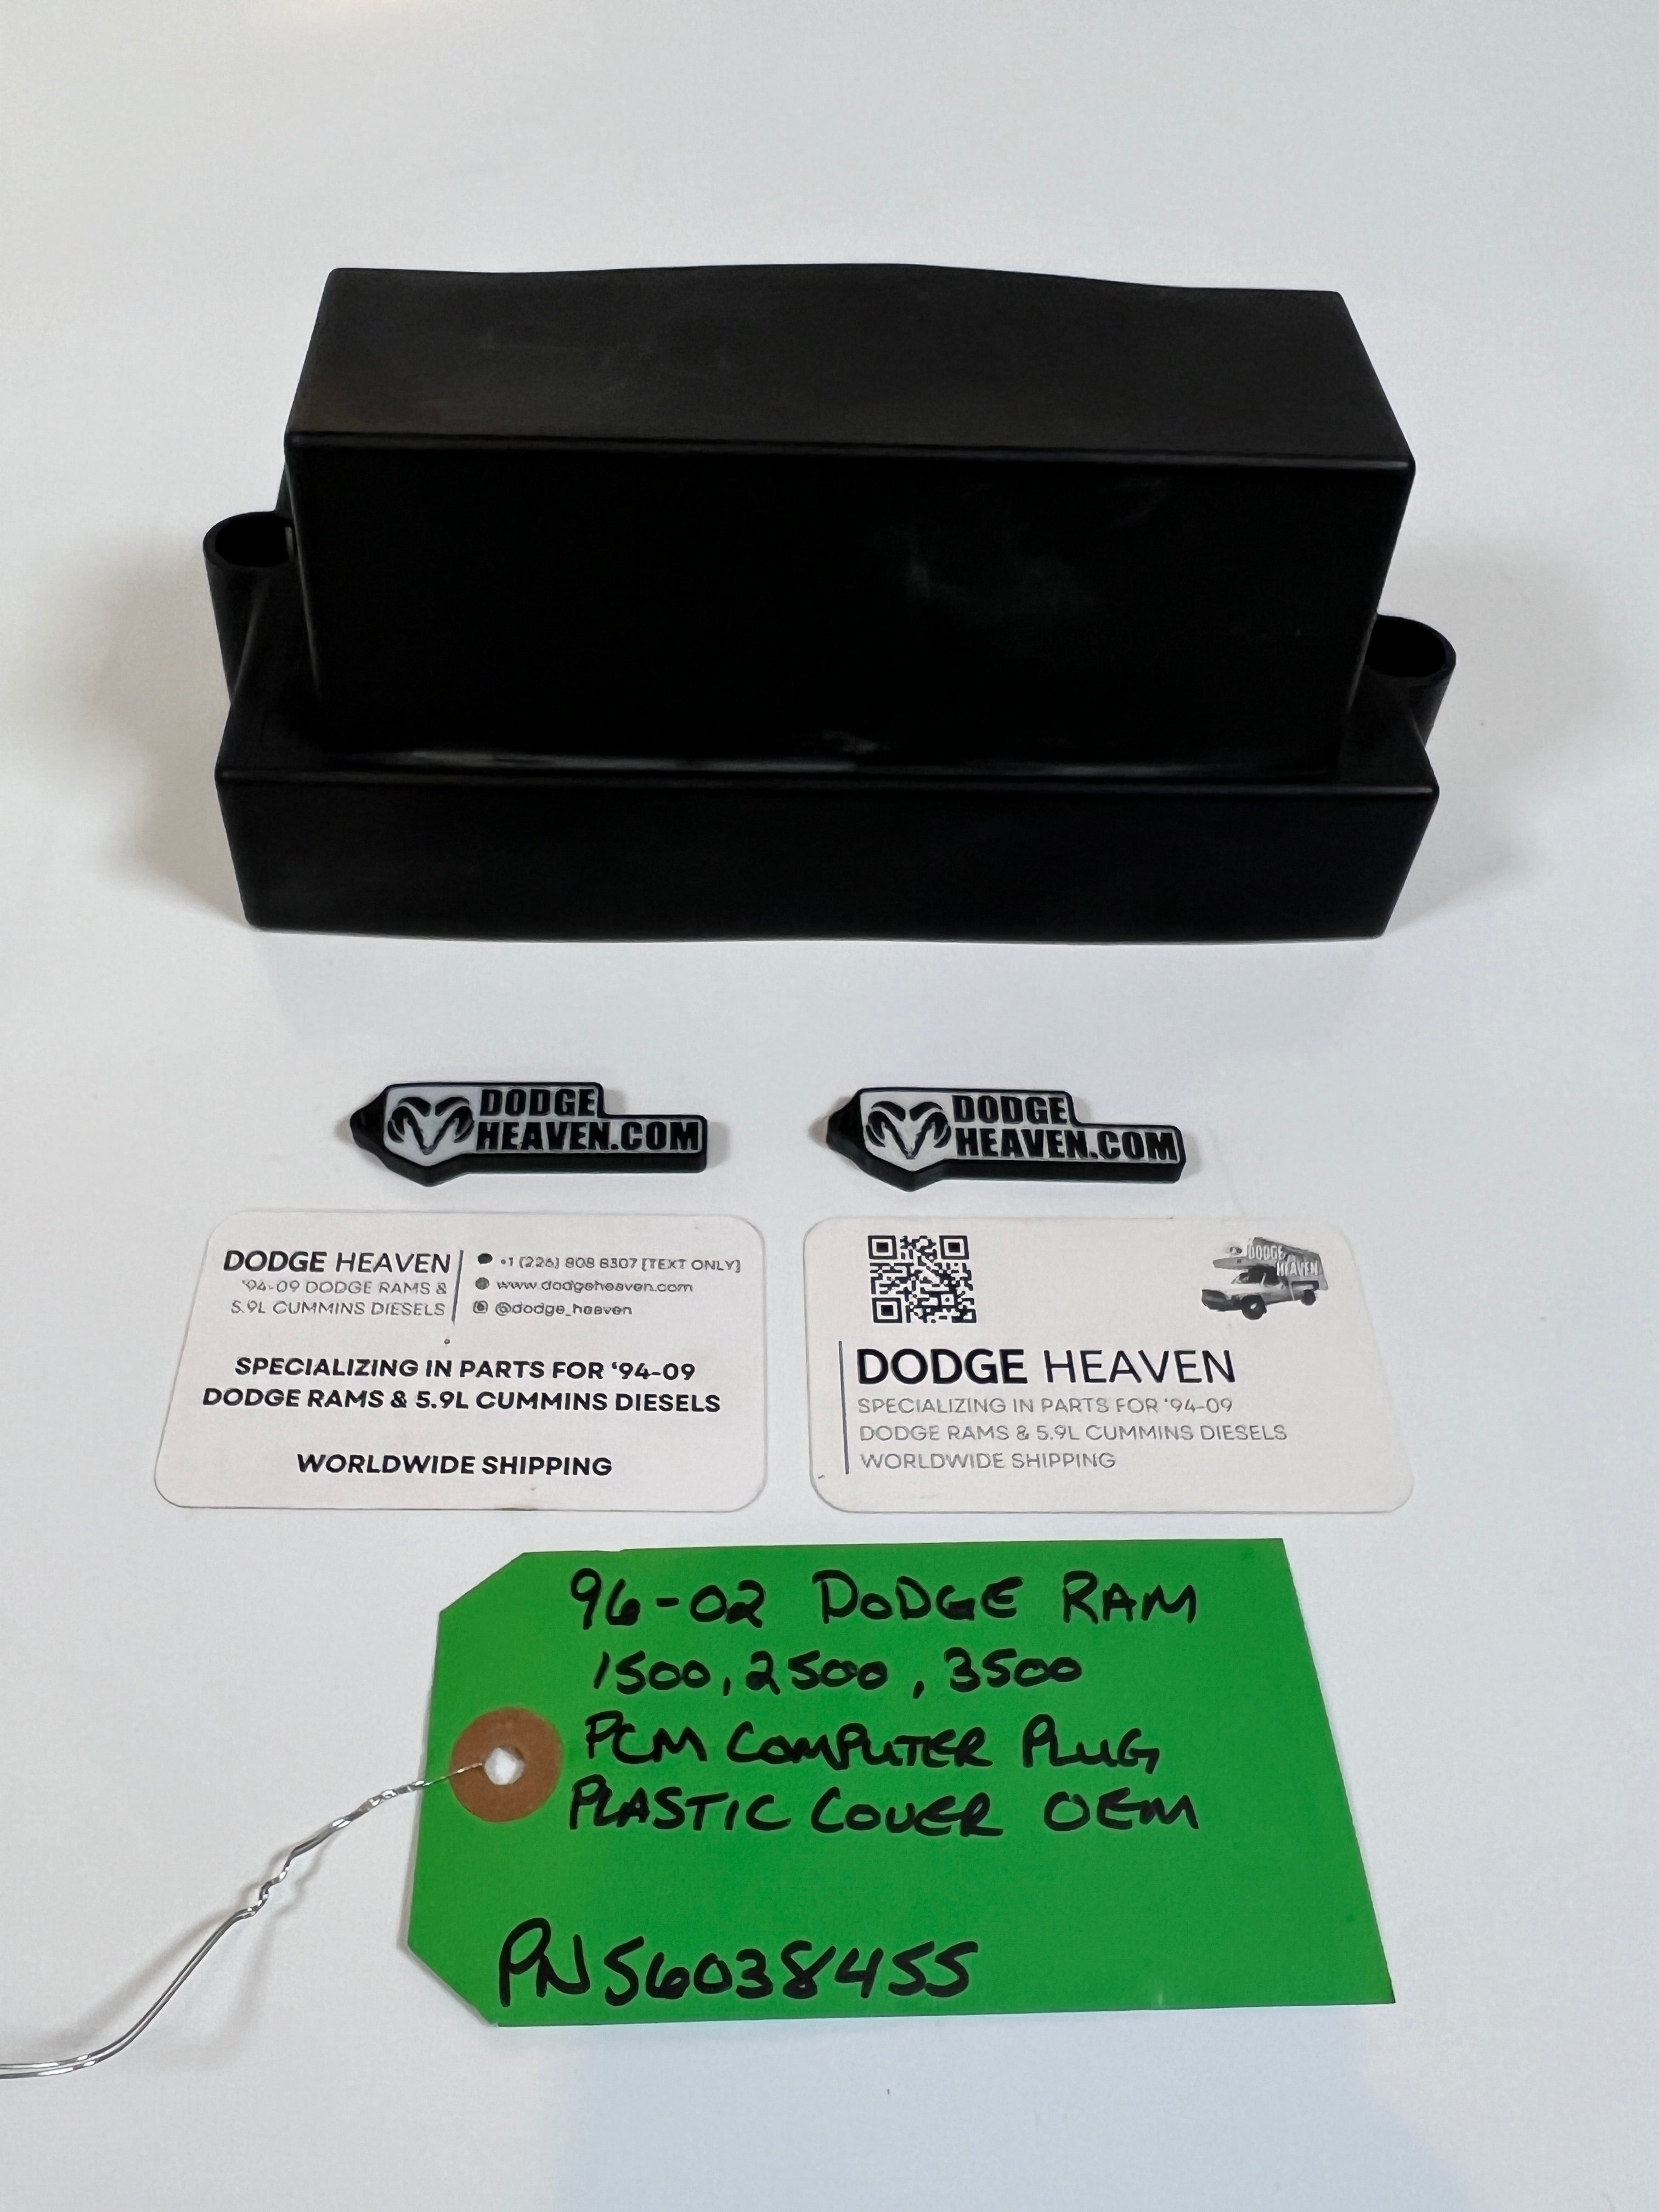 DODGE
HEAVEN.COM
DODGE
HEAVEN.COM
DODGE HEAVEN
'94-09 DODGE RAMS &
5.9L CUMMINS DIESELS
+1 (226) 808 8307 [TEXT ONLY]
www.dodgeheaven.com
@dodge_heaven
SPECIALIZING IN PARTS FOR '94-09
DODGE RAMS & 5.9L CUMMINS DIESELS
WORLDWIDE SHIPPING
DODGE
HEAVEN
DODGE HEAVEN
SPECIALIZING IN PARTS FOR '94-09
DODGE RAMS & 5.9L CUMMINS DIESELS
WORLDWIDE SHIPPING
96-02 DODGE RAM
1500, 2500, 3500
PCM COMPUTER PLUG
PLASTIC COVER OEM
PN56038455